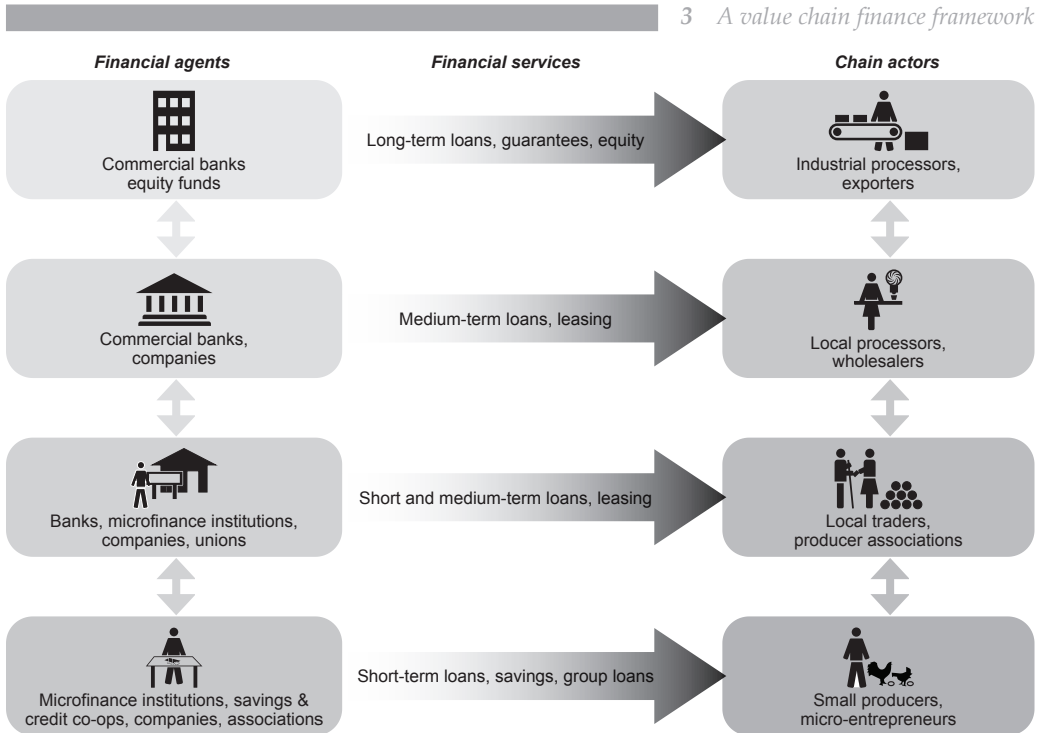 3 A value chain finance framework
Financial agents
Financial services
Chain actors
Commercial banks
equity funds
Long-term loans, guarantees, equity
Industrial processors,
exporters
Commercial banks,
companies
Medium-term loans, leasing
Local processors,
wholesalers
Banks, microfinance institutions,
companies, unions
Short and medium-term loans, leasing
Local traders,
producer associations
Microfinance institutions, savings &
credit co-ops, companies, associations
Short-term loans, savings, group loans
Small producers,
micro-entrepreneurs